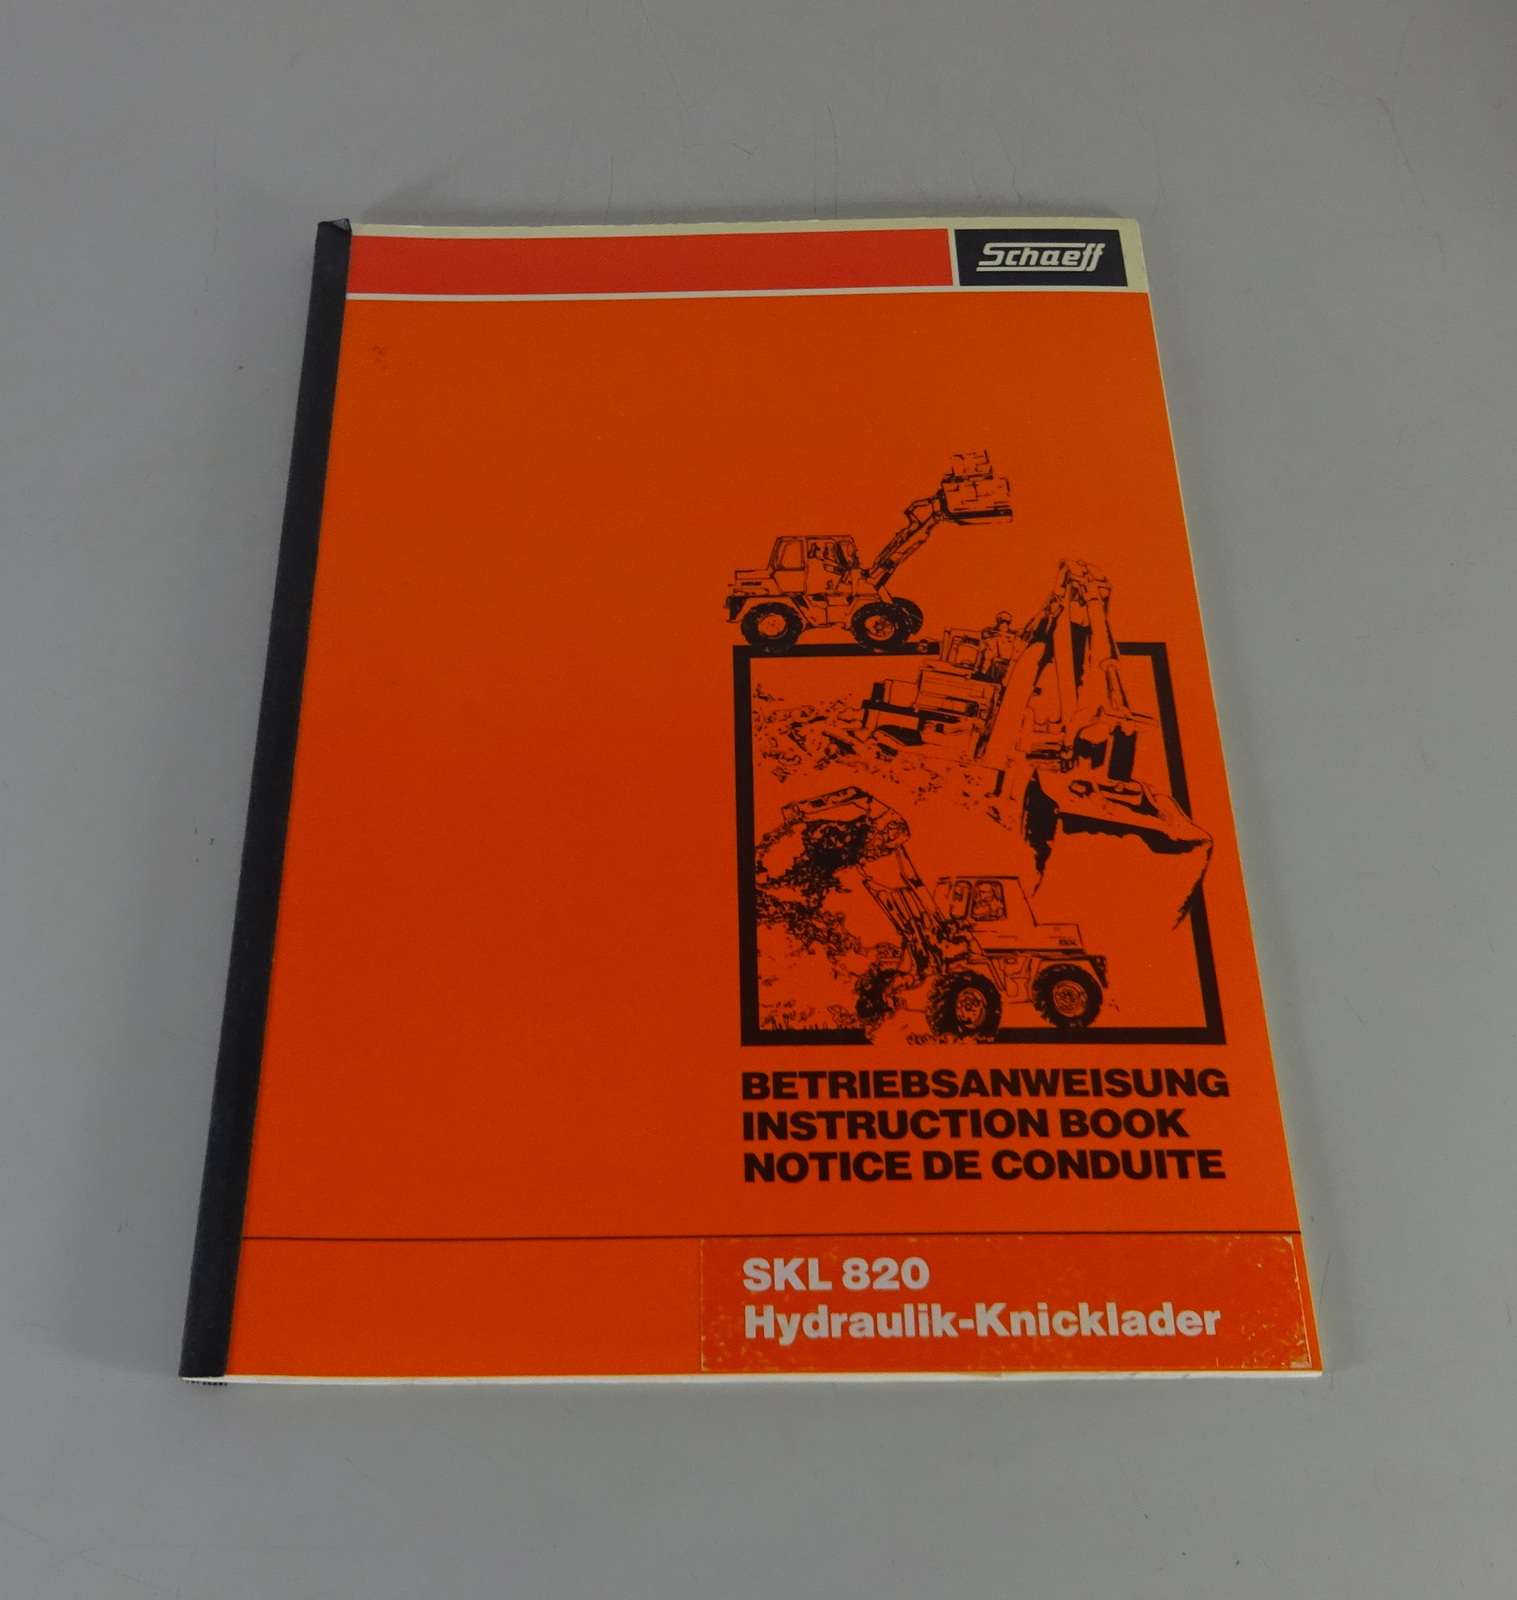 Schaeff
BETRIEBSANWEISUNG
INSTRUCTION BOOK
NOTICE DE CONDUITE
SKL 820
Hydraulik-Knicklader